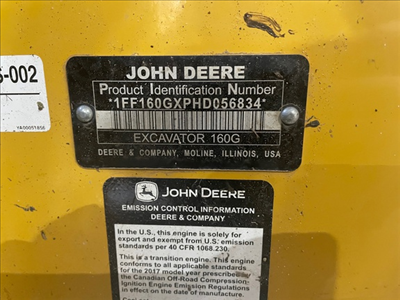 5-002
YA00051856
JOHN DEERE
Product Identification Number
*1FF160GXPHD056834*
EXCAVATOR 160G
DEERE & COMPANY, MOLINE, ILLINOIS, USA
JOHN DEERE
EMISSION CONTROL INFORMATION
DEERE & COMPANY
In the U.S., this engine is solely for
export and exempt from U.S. emission
standards per 40 CFR 1068.230.
This is a transition engine. This engine
conforms to all applicable standards
for the 2017 model year prescribed by
the Canadian Off-Road Compression-
Ignition Engine Emission Regulations
in effect on the date of manufacture.